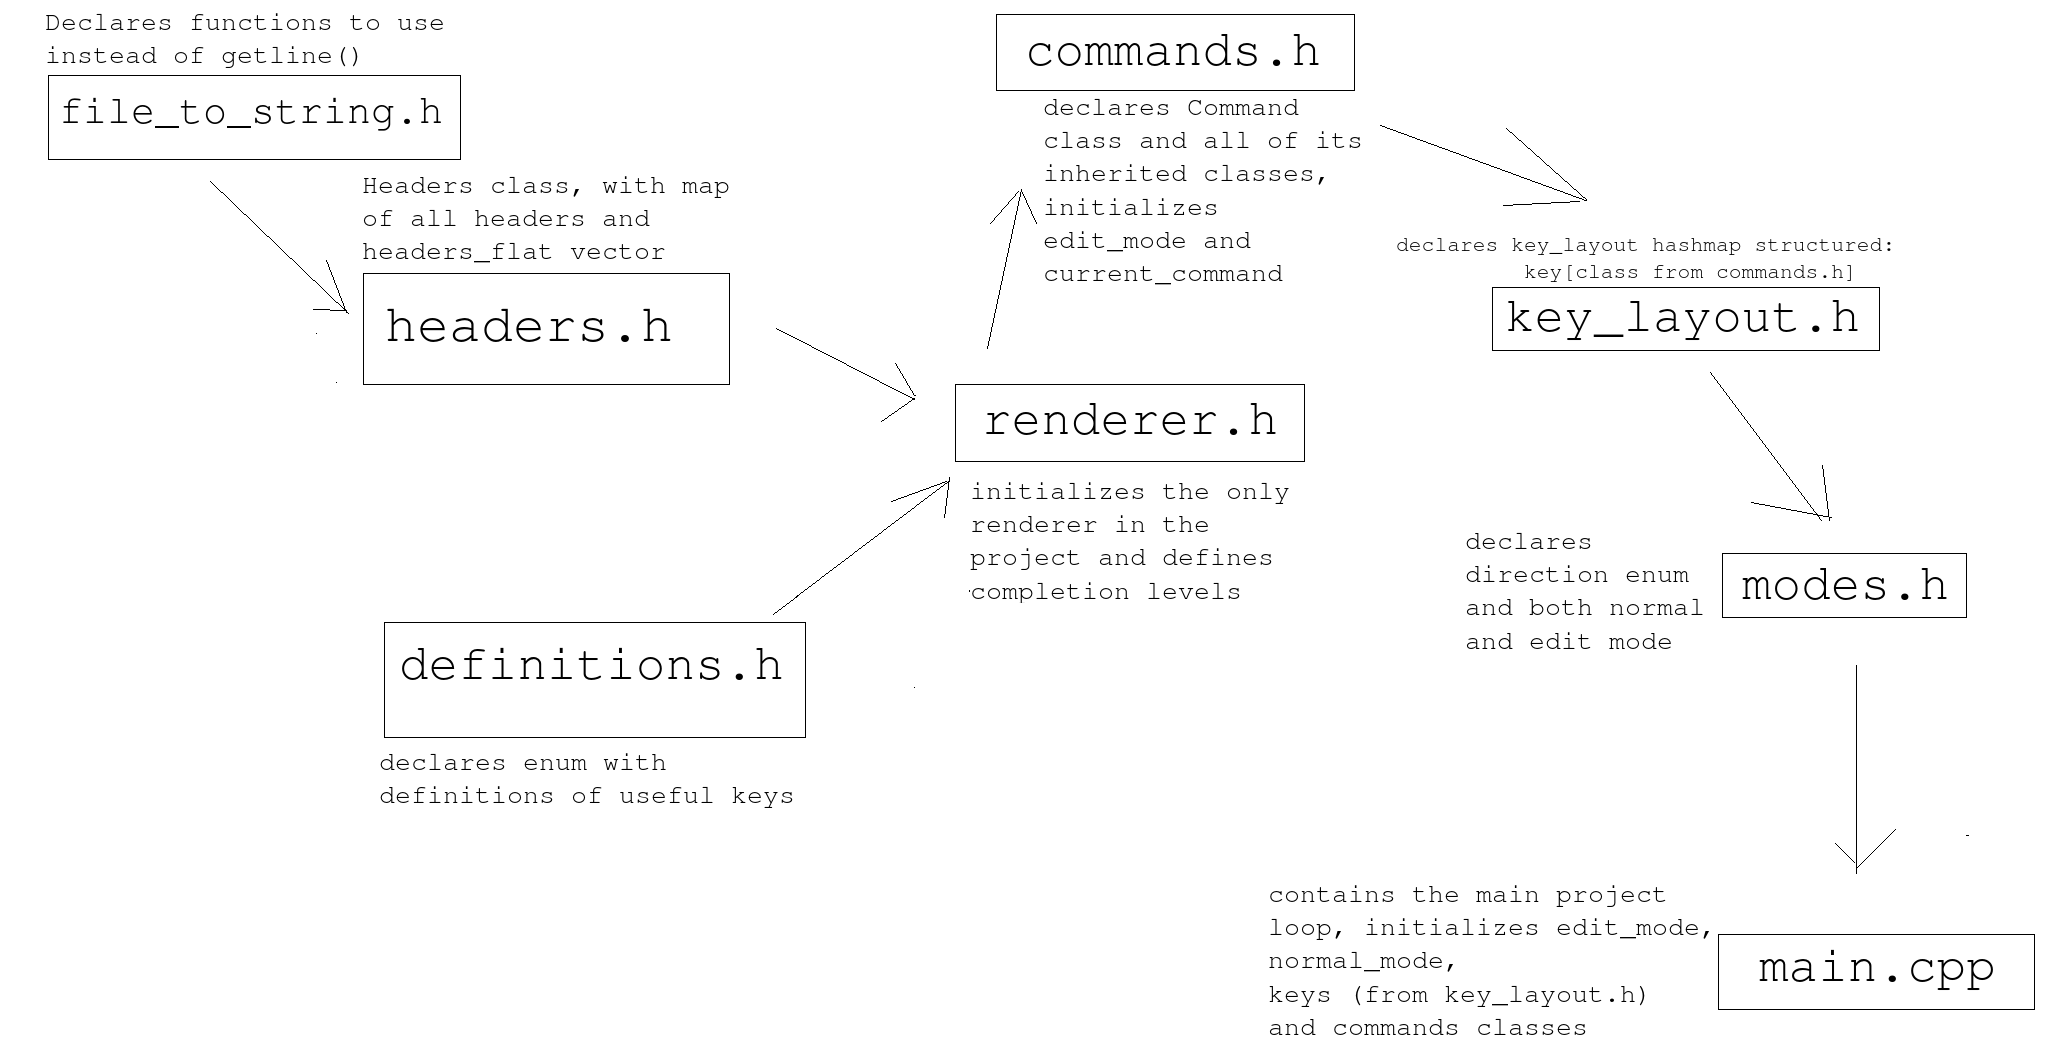 Declares functions to use
instead of getline()
file_to_string.h
Headers class, with map
of all headers and
headers_flat vector
headers.h
definitions.h
declares enum with
definitions of useful keys
renderer.h
initializes the only
renderer in the
project and defines
completion levels
commands.h
declares Command
class and all of its
inherited classes,
initializes
edit_mode and
current_command
declares key_layout hashmap structured:
key[class from commands.h]
key_layout.h
declares
direction enum
and both normal
and edit mode
modes.h
contains the main project
loop, initializes edit_mode,
normal_mode,
keys (from key_layout.h)
and commands classes
main.cpp